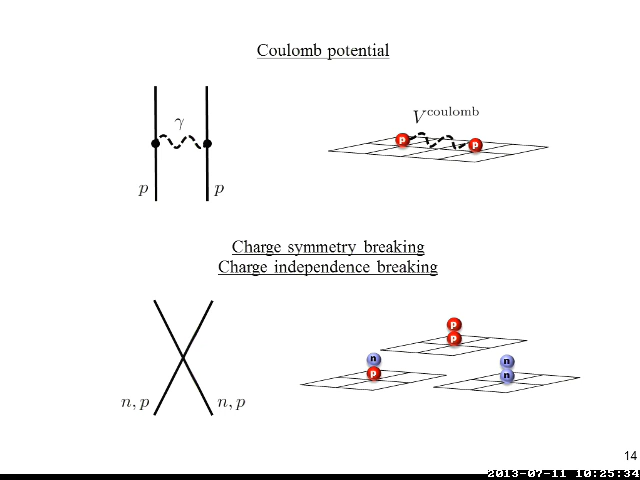 Coulomb potential
γ
p
p
V^coulomb
p
p
Charge symmetry breaking
Charge independence breaking
n, p
n, p
p
p
n
p
n
n
14
2013-07-11 10:25:34